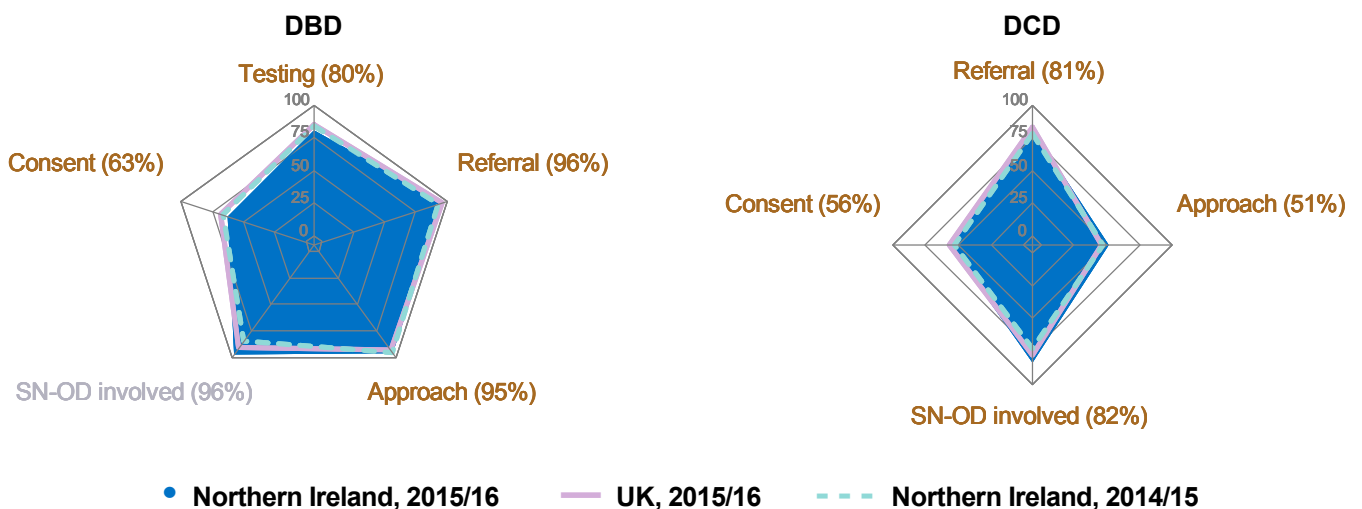 DBD
Testing (80%)
100
75
50
25
0
Consent (63%)
Referral (96%)
SN-OD involved (96%)
Approach (95%)
DCD
Referral (81%)
100
75
50
25
0
Consent (56%)
Approach (51%)
SN-OD involved (82%)
Northern Ireland, 2015/16
UK, 2015/16
Northern Ireland, 2014/15